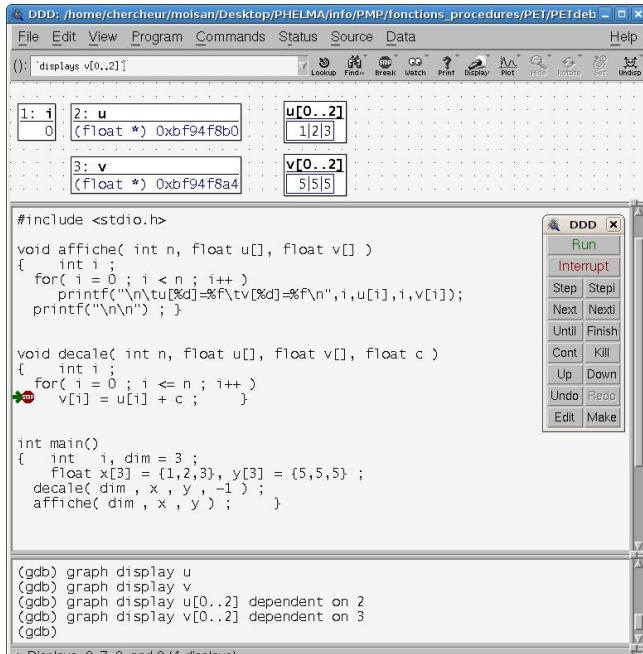 DDD: /home/chercheur/moisan/Desktop/PHELMA/info/PMP/fonctions_procedures/PET/PETdeb
File Edit View Program Commands Status Source Data Help
(): `displays v[0..2]`
Lookup Find» Break Watch Print Display Plot Hide Rotate Set Undisp
1: i
0
2: u
(float *) 0xbf94f8b0
u[0..2]
1|2|3
3: v
(float *) 0xbf94f8a4
v[0..2]
5|5|5
#include <stdio.h>
void affiche( int n, float u[], float v[] )
{ int i ;
for( i = 0 ; i < n ; i++ )
printf("\n\tu[%d]=%f\tv[%d]=%f\n",i,u[i],i,v[i]);
printf("\n\n") ; }
void decale( int n, float u[], float v[], float c )
{ int i ;
for( i = 0 ; i <= n ; i++ )
STOP v[i] = u[i] + c ; }
int main()
{ int i, dim = 3 ;
float x[3] = {1,2,3}, y[3] = {5,5,5} ;
decale( dim , x , y , -1 ) ;
affiche( dim , x , y ) ; }
DDD
Run
Interrupt
Step Stepi
Next Nexti
Until Finish
Cont Kill
Up Down
Undo Redo
Edit Make
(gdb) graph display u
(gdb) graph display v
(gdb) graph display u[0..2] dependent on 2
(gdb) graph display v[0..2] dependent on 3
(gdb)